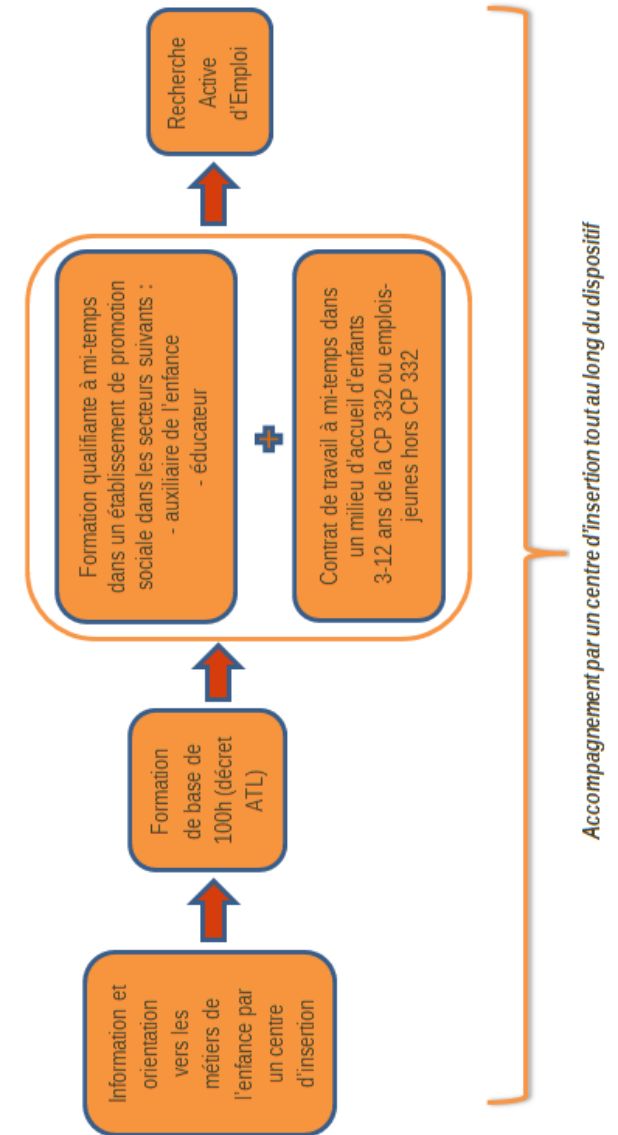 Information et
orientation
vers les
métiers de
l'enfance par
un centre
d'insertion
Formation
de base de
100h (décret
ATL)
Formation qualifiante à mi-temps
dans un établissement de promotion
sociale dans les secteurs suivants :
- auxiliaire de l'enfance
- éducateur
Contrat de travail à mi-temps dans
un milieu d'accueil d'enfants
3-12 ans de la CP 332 ou emplois-
jeunes hors CP 332
Recherche
Active
d'Emploi
Accompagnement par un centre d'insertion tout au long du dispositif